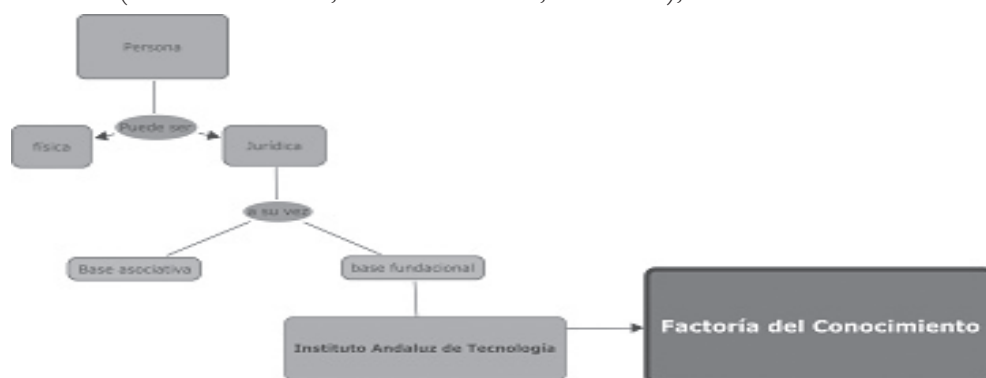 Persona
Puede ser
física
Jurídica
a su vez
Base asociativa
base fundacional
Instituto Andaluz de Tecnología
Factoría del Conocimiento